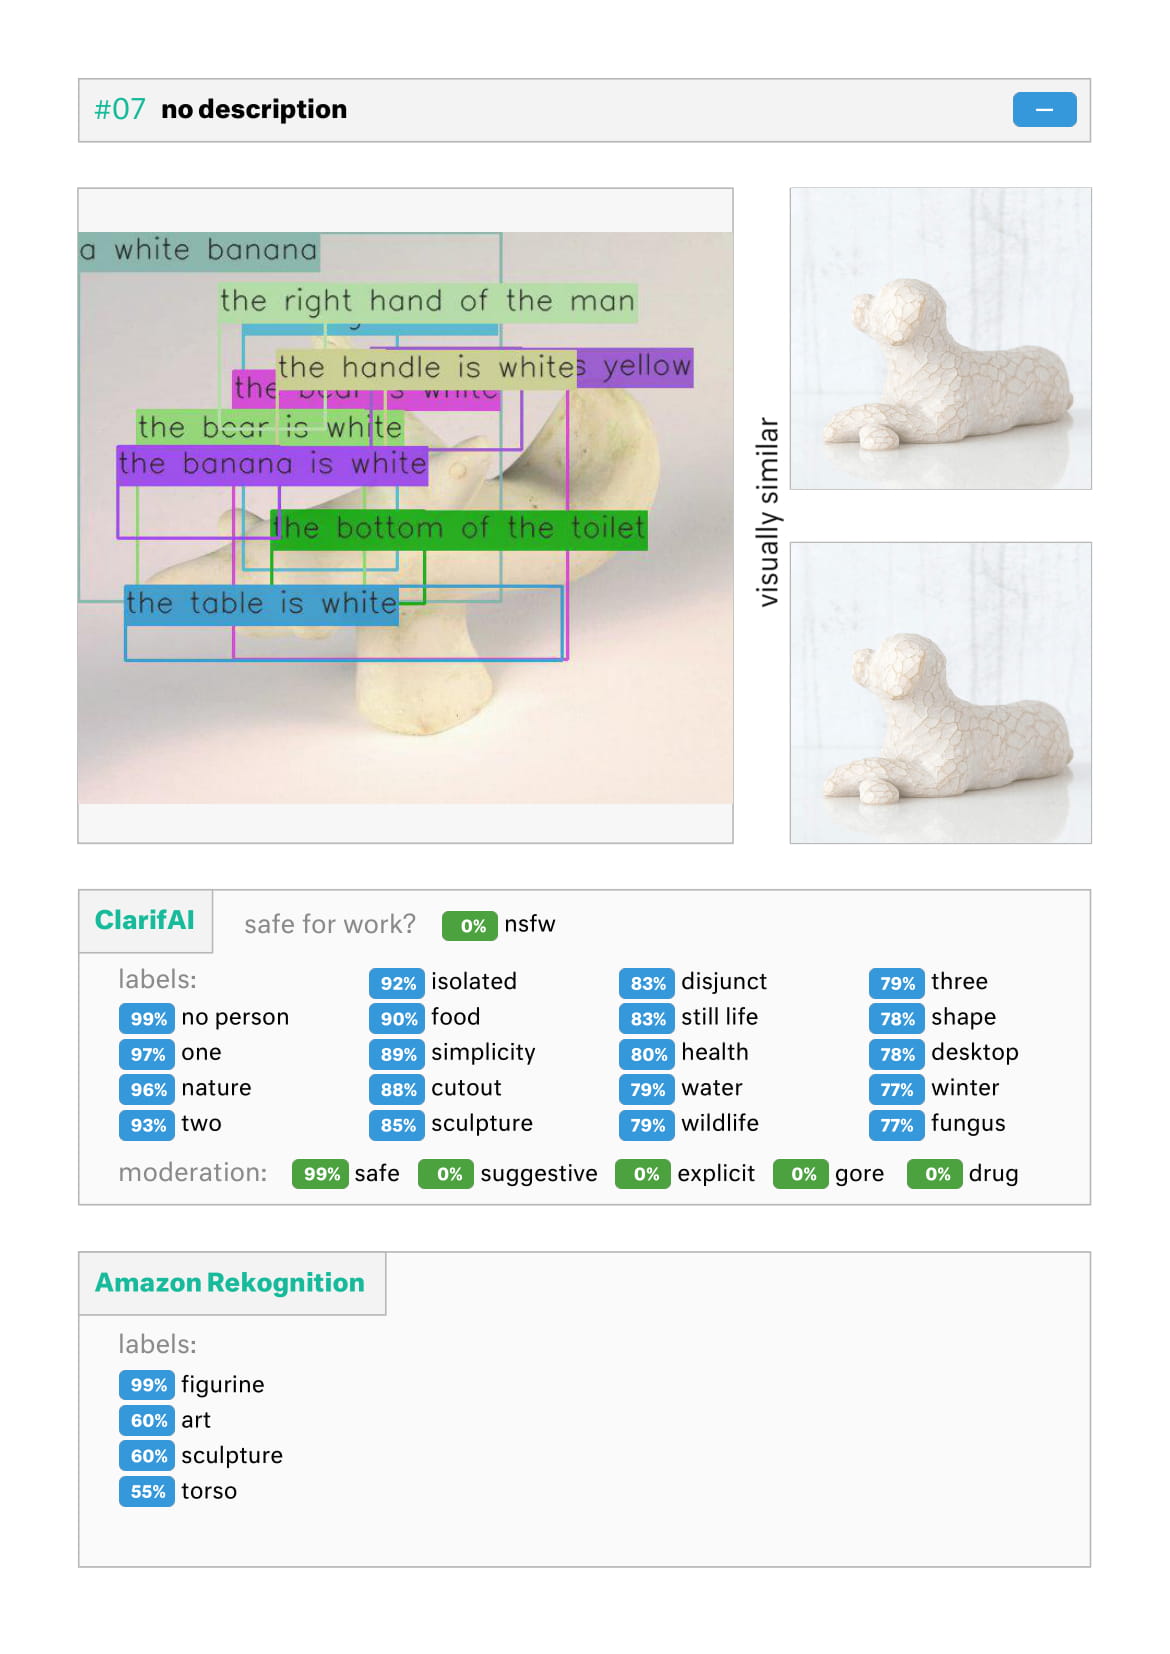 #07 no description
—
a white banana
the right hand of the man
the handle is white
s yellow
the bear is white
the bear is white
the banana is white
the bottom of the toilet
the table is white
visually similar
ClarifAI
safe for work? 0% nsfw
labels:
99% no person
97% one
96% nature
93% two
92% isolated
90% food
89% simplicity
88% cutout
85% sculpture
83% disjunct
83% still life
80% health
79% water
79% wildlife
79% three
78% shape
78% desktop
77% winter
77% fungus
moderation: 99% safe 0% suggestive 0% explicit 0% gore 0% drug
Amazon Rekognition
labels:
99% figurine
60% art
60% sculpture
55% torso